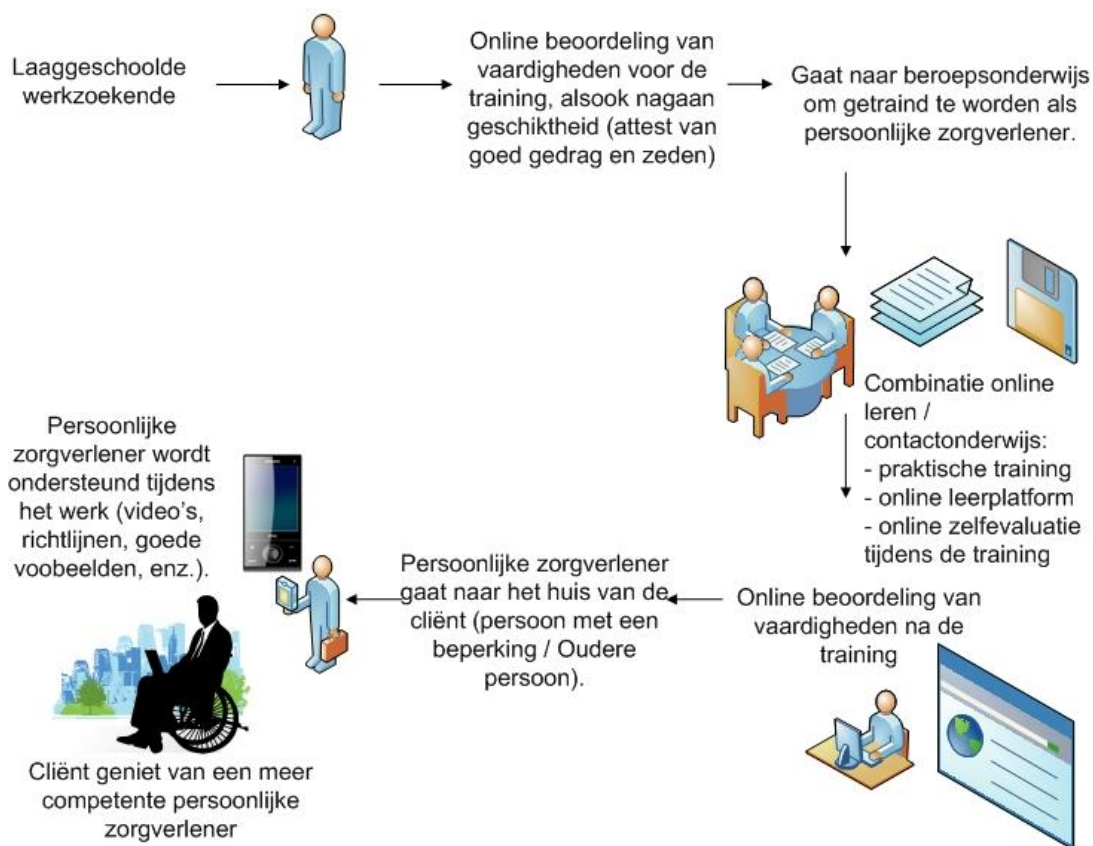 Laaggeschoolde
werkzoekende
Online beoordeling van
vaardigheden voor de
training, alsook nagaan
geschiktheid (attest van
goed gedrag en zeden)
Gaat naar beroepsonderwijs
om getraind te worden als
persoonlijke zorgverlener.
Combinatie online
leren /
contactonderwijs:
- praktische training
- online leerplatform
- online zelfevaluatie
tijdens de training
Online beoordeling van
vaardigheden na de
training
Persoonlijke zorgverlener
gaat naar het huis van de
cliënt (persoon met een
beperking / Oudere
persoon).
Persoonlijke
zorgverlener wordt
ondersteund tijdens
het werk (video's,
richtlijnen, goede
voobeelden, enz.).
Cliënt geniet van een meer
competente persoonlijke
zorgverlener